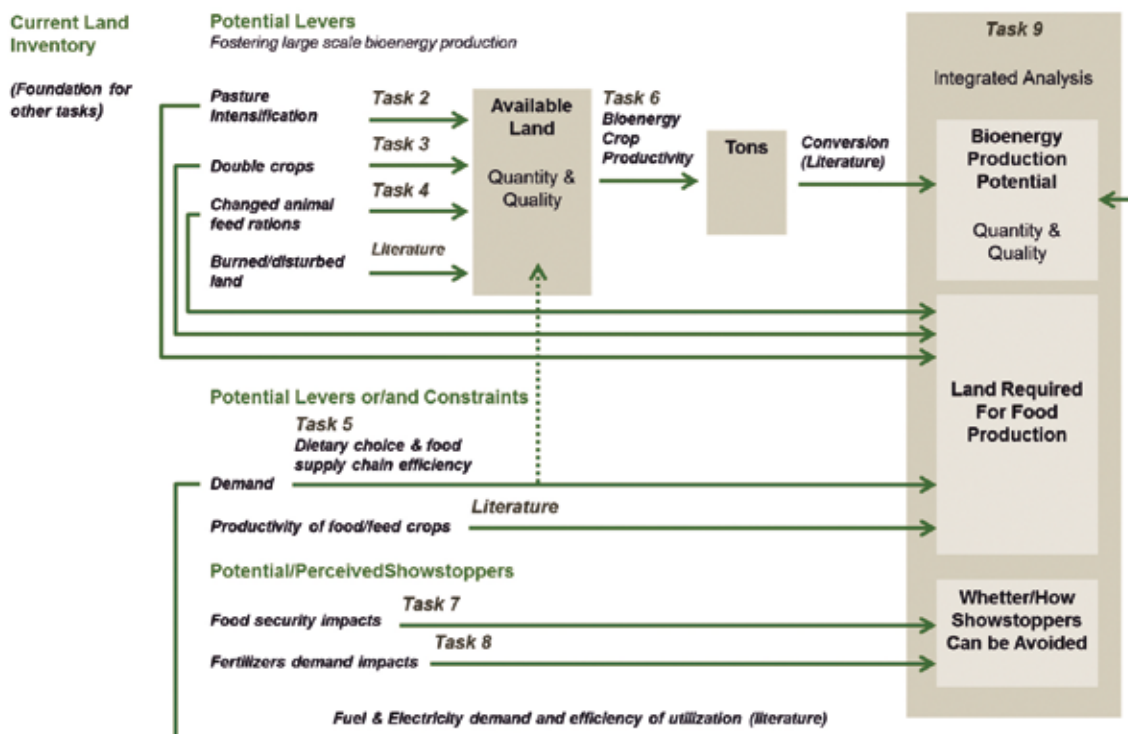 Current Land
Inventory
(Foundation for
other tasks)
Potential Levers
Fostering large scale bioenergy production
Pasture
Intensification
Task 2
Double crops
Task 3
Changed animal
feed rations
Task 4
Burned/disturbed
land
Literature
Available
Land
Quantity &
Quality
Task 6
Bioenergy
Crop
Productivity
Tons
Conversion
(Literature)
Task 9
Integrated Analysis
Bioenergy
Production
Potential
Quantity &
Quality
Land Required
For Food
Production
Whetter/How
Showstoppers
Can be Avoided
Potential Levers or/and Constraints
Task 5
Dietary choice & food
supply chain efficiency
Demand
Productivity of food/feed crops
Literature
Potential/PerceivedShowstoppers
Food security impacts
Task 7
Fertilizers demand impacts
Task 8
Fuel & Electricity demand and efficiency of utilization (literature)